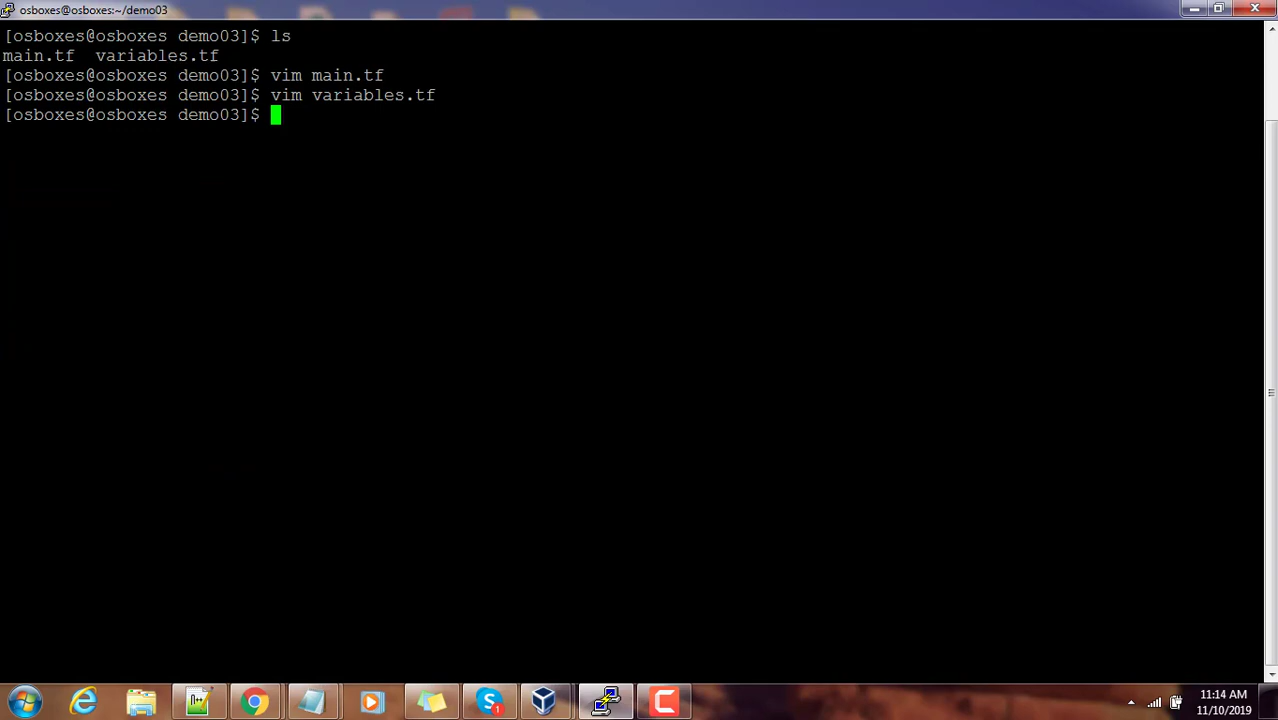 osboxes@osboxes:~/demo03
[osboxes@osboxes demo03]$ ls
main.tf  variables.tf
[osboxes@osboxes demo03]$ vim main.tf
[osboxes@osboxes demo03]$ vim variables.tf
[osboxes@osboxes demo03]$
1
11:14 AM
11/10/2019